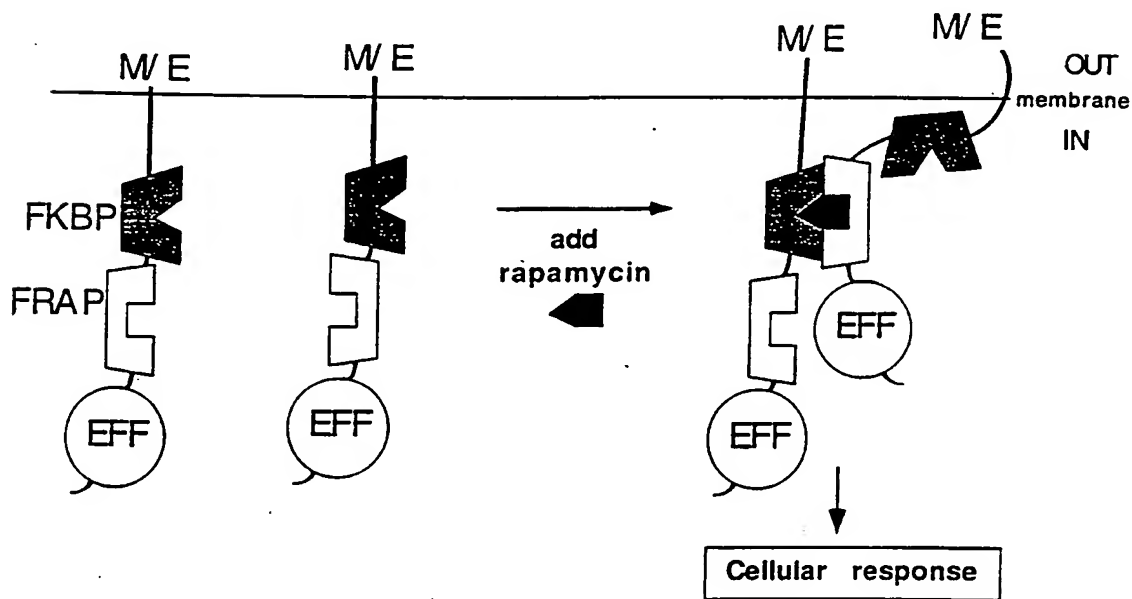 M/E
M/E
M/E
M/E
OUT
membrane
IN
FKBP
FRAP
add
rapamycin
EFF
EFF
EFF
EFF
Cellular response